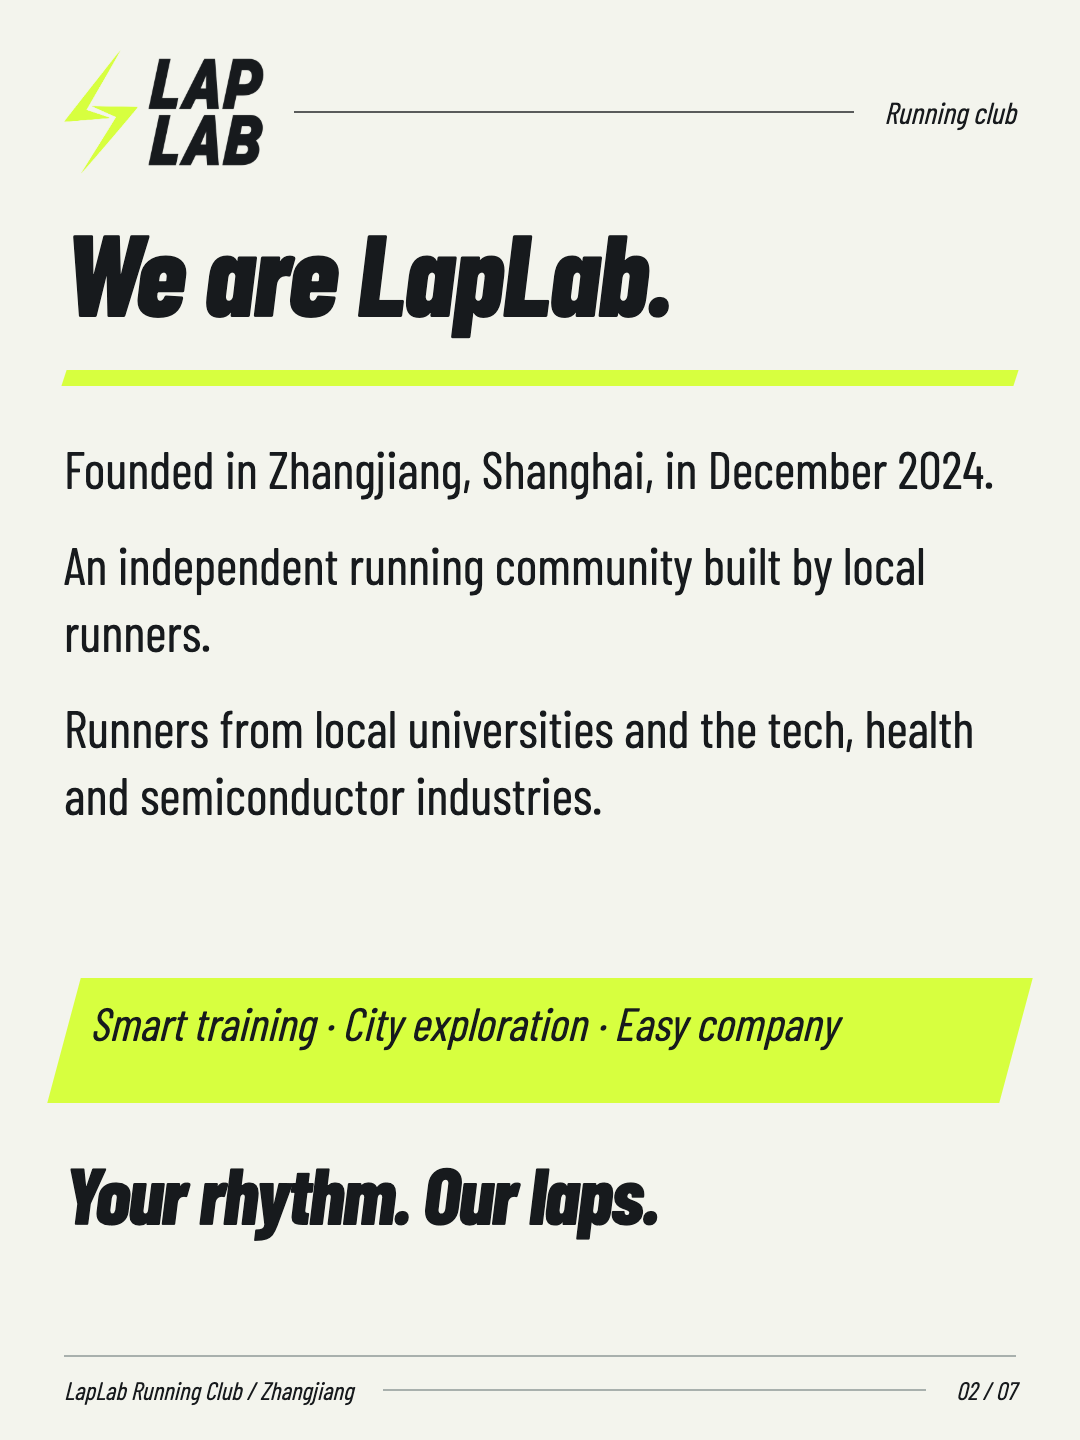 LAP
LAB
Running club
We are LapLab.
Founded in Zhangjiang, Shanghai, in December 2024.
An independent running community built by local
runners.
Runners from local universities and the tech, health
and semiconductor industries.
Smart training · City exploration · Easy company
Your rhythm. Our laps.
LapLab Running Club / Zhangjiang
02 / 07